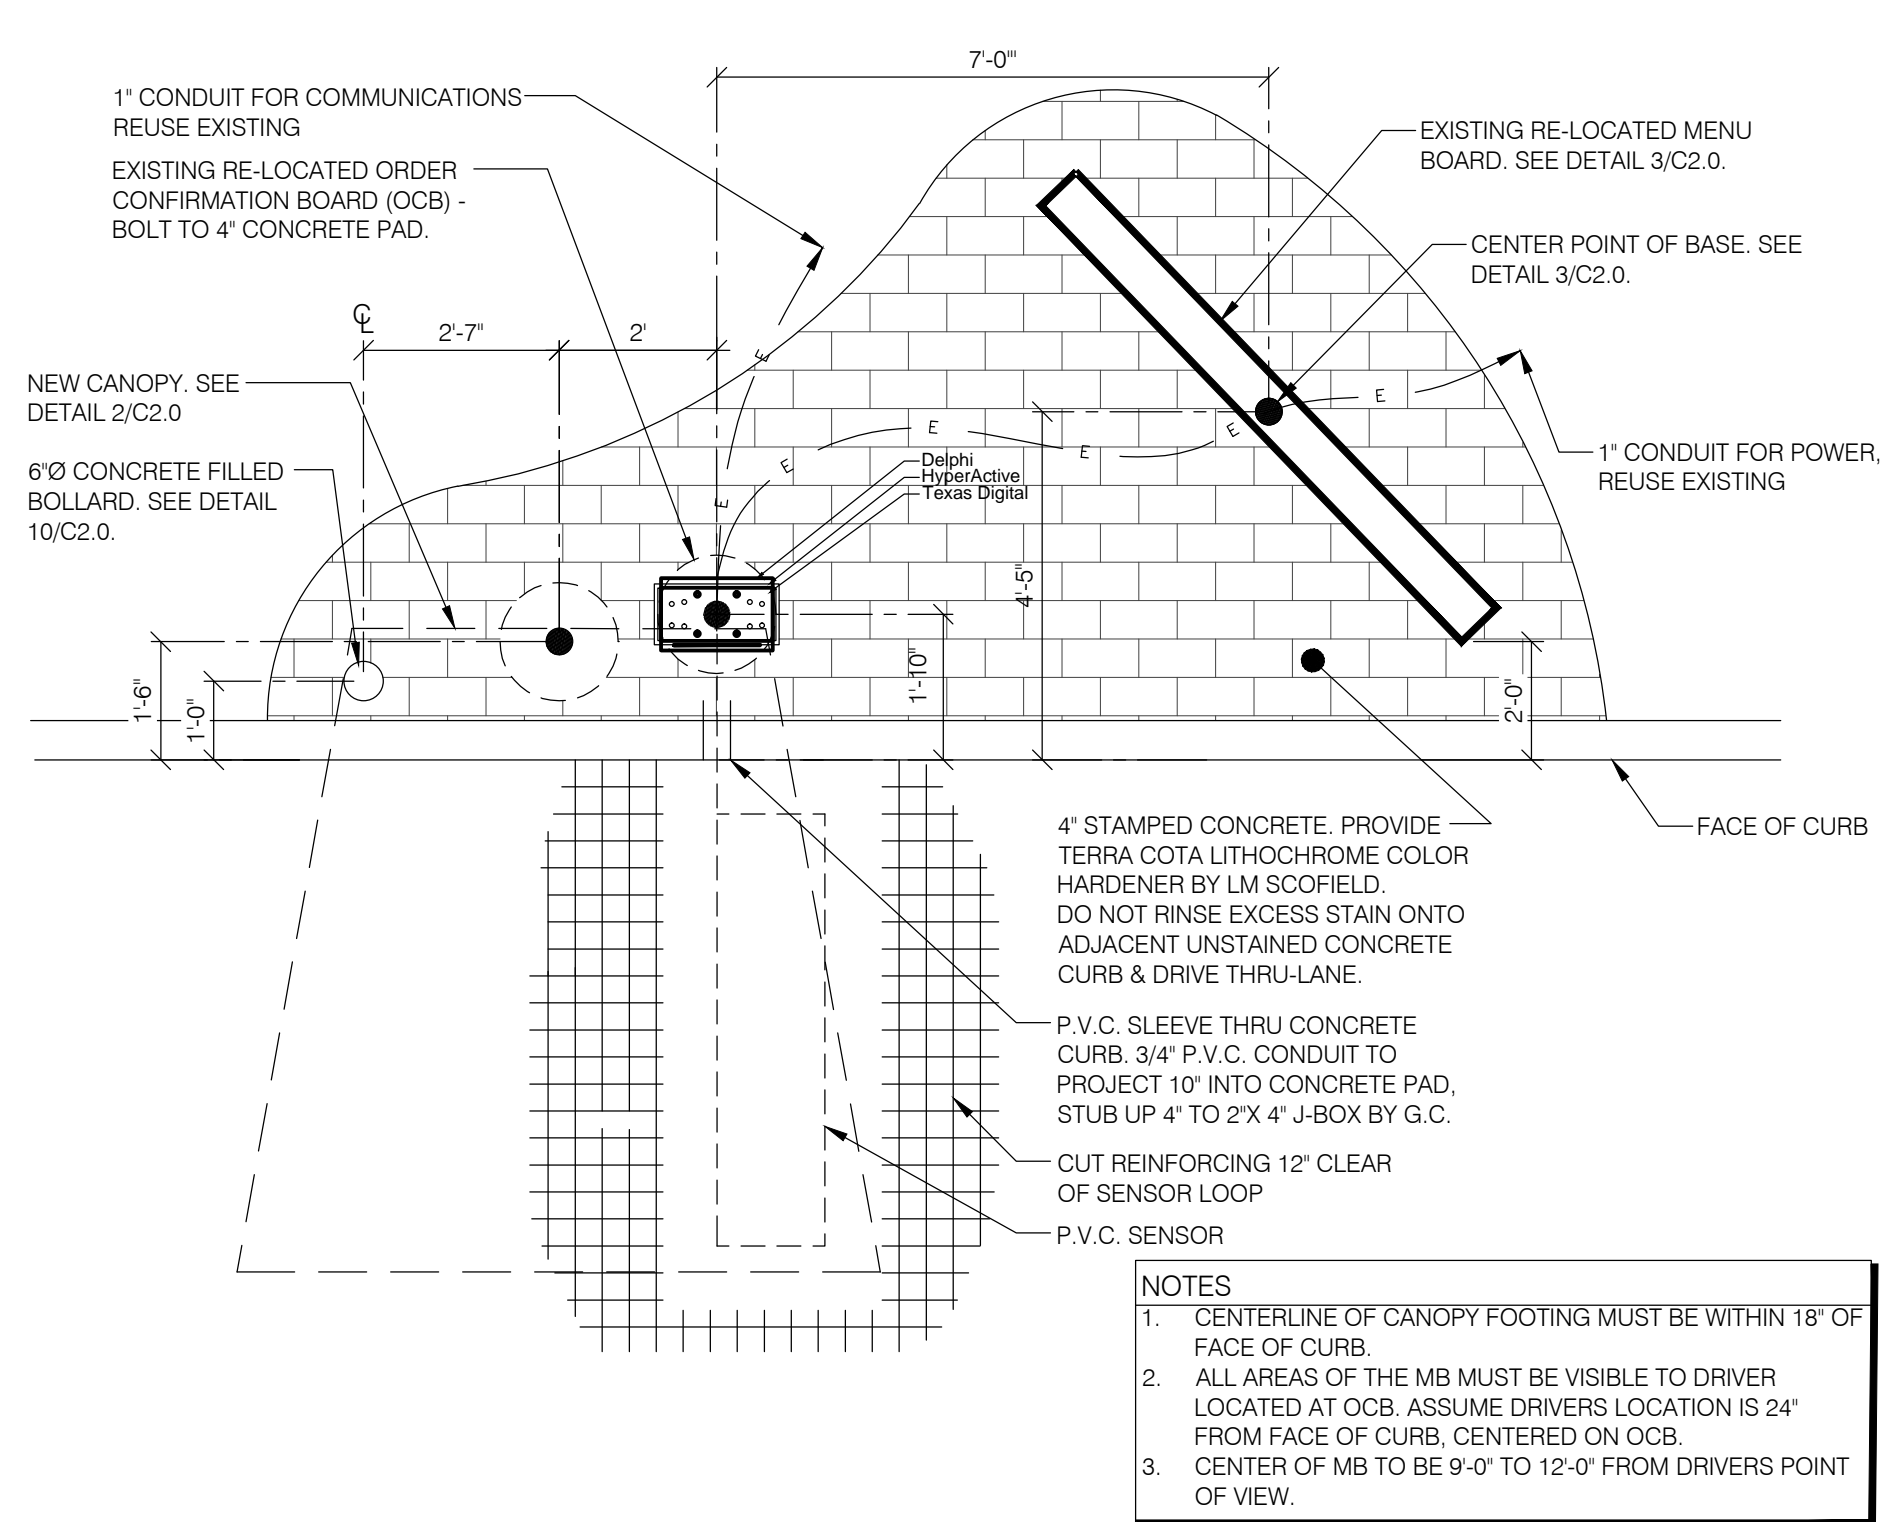 7'-0'"
1" CONDUIT FOR COMMUNICATIONS
REUSE EXISTING
EXISTING RE-LOCATED ORDER
CONFIRMATION BOARD (OCB) -
BOLT TO 4" CONCRETE PAD.
EXISTING RE-LOCATED MENU
BOARD. SEE DETAIL 3/C2.0.
CENTER POINT OF BASE. SEE
DETAIL 3/C2.0.
℄
2'-7"
2'
NEW CANOPY. SEE
DETAIL 2/C2.0
6"Ø CONCRETE FILLED
BOLLARD. SEE DETAIL
10/C2.0.
E
E
E
E
E
E
E
Delphi
HyperActive
Texas Digital
1" CONDUIT FOR POWER,
REUSE EXISTING
4'-5"
1'-6"
1'-0"
1'-10"
2'-0"
4" STAMPED CONCRETE. PROVIDE
TERRA COTA LITHOCHROME COLOR
HARDENER BY LM SCOFIELD.
DO NOT RINSE EXCESS STAIN ONTO
ADJACENT UNSTAINED CONCRETE
CURB & DRIVE THRU-LANE.
FACE OF CURB
P.V.C. SLEEVE THRU CONCRETE
CURB. 3/4" P.V.C. CONDUIT TO
PROJECT 10" INTO CONCRETE PAD,
STUB UP 4" TO 2"X 4" J-BOX BY G.C.
CUT REINFORCING 12" CLEAR
OF SENSOR LOOP
P.V.C. SENSOR
NOTES
1. CENTERLINE OF CANOPY FOOTING MUST BE WITHIN 18" OF
FACE OF CURB.
2. ALL AREAS OF THE MB MUST BE VISIBLE TO DRIVER
LOCATED AT OCB. ASSUME DRIVERS LOCATION IS 24"
FROM FACE OF CURB, CENTERED ON OCB.
3. CENTER OF MB TO BE 9'-0" TO 12'-0" FROM DRIVERS POINT
OF VIEW.